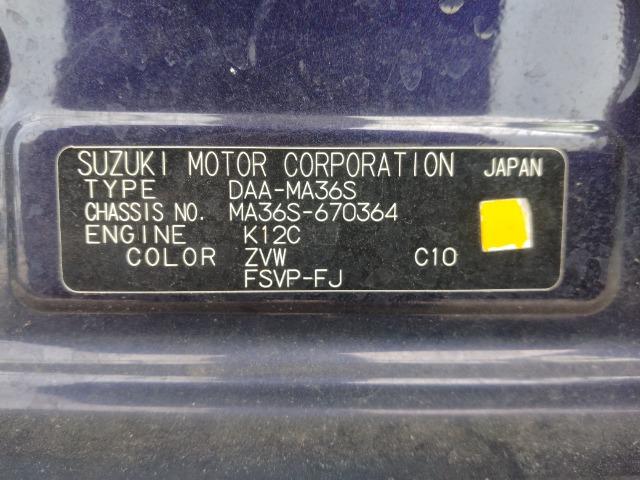 SUZUKI MOTOR CORPORATION JAPAN
TYPE DAA-MA36S
CHASSIS NO. MA36S-670364
ENGINE K12C
COLOR ZVW C10
FSVP-FJ